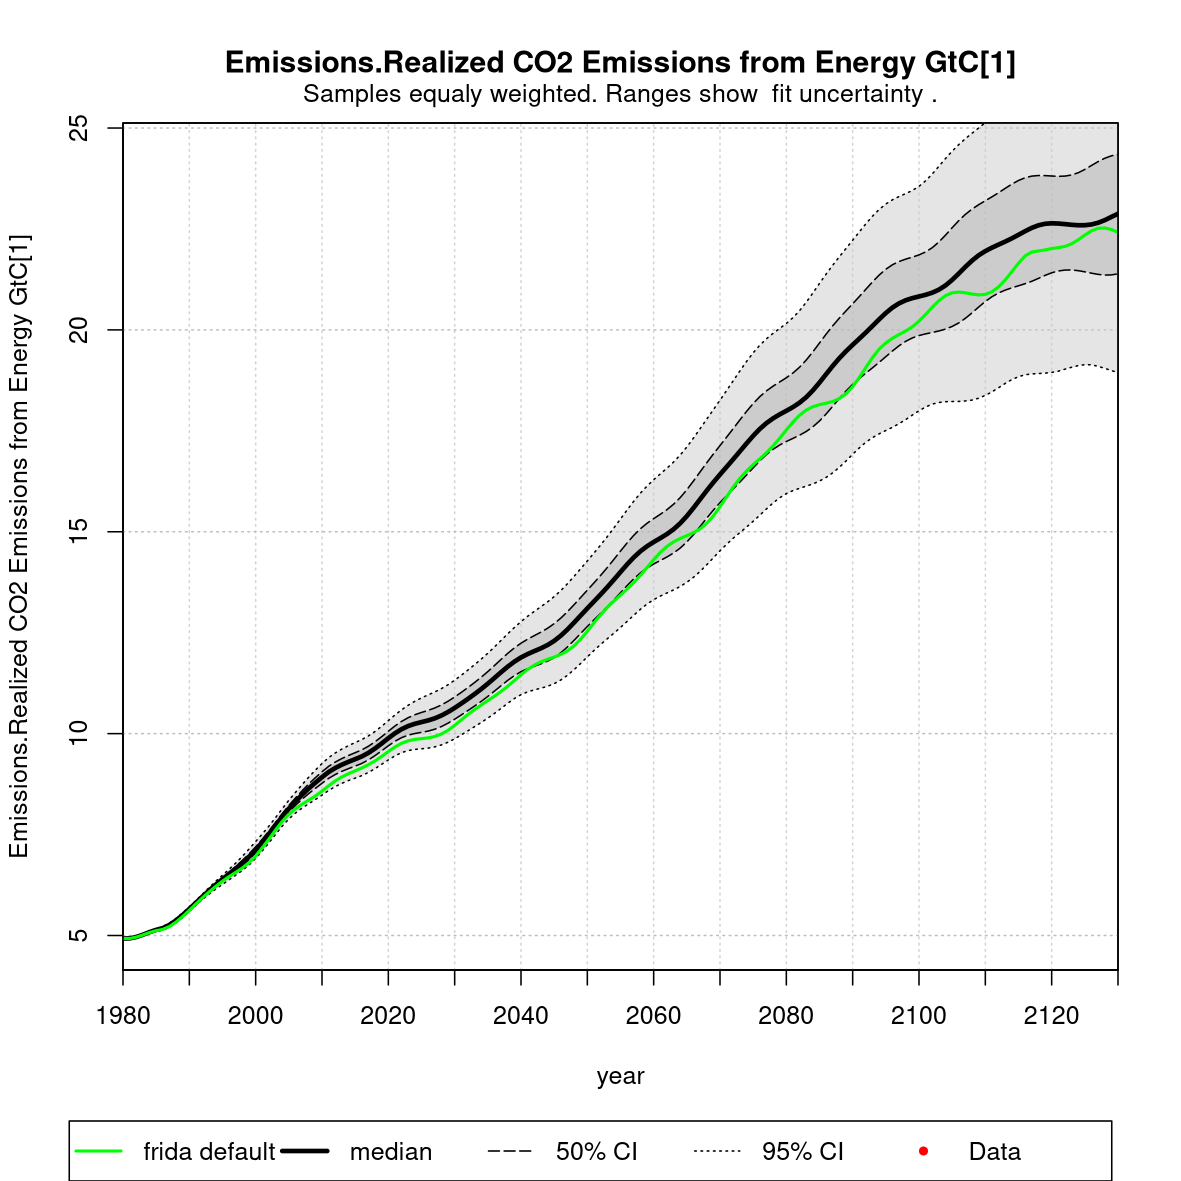 Emissions.Realized CO2 Emissions from Energy GtC[1]
Samples equaly weighted. Ranges show  fit uncertainty .
Emissions.Realized CO2 Emissions from Energy GtC[1]
25
20
15
10
5
1980 2000 2020 2040 2060 2080 2100 2120
year
frida default median 50% CI 95% CI Data